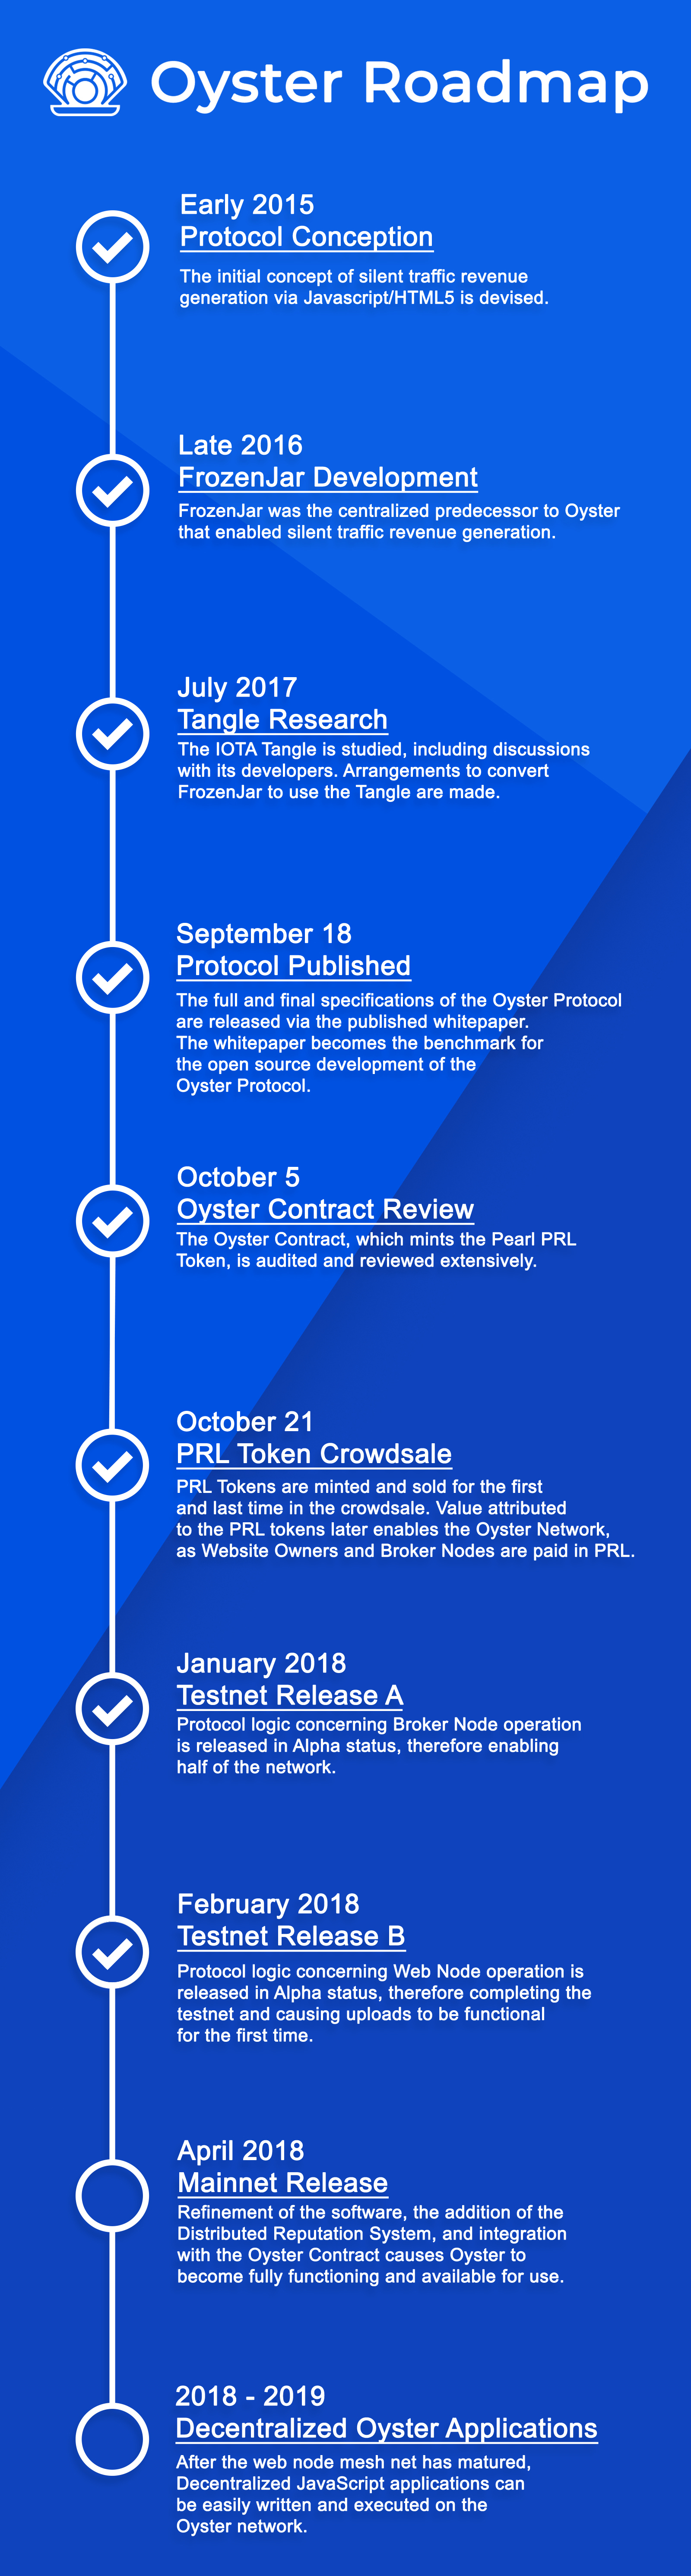 Oyster Roadmap
Early 2015
Protocol Conception
The initial concept of silent traffic revenue
generation via Javascript/HTML5 is devised.
Late 2016
FrozenJar Development
FrozenJar was the centralized predecessor to Oyster
that enabled silent traffic revenue generation.
July 2017
Tangle Research
The IOTA Tangle is studied, including discussions
with its developers. Arrangements to convert
FrozenJar to use the Tangle are made.
September 18
Protocol Published
The full and final specifications of the Oyster Protocol
are released via the published whitepaper.
The whitepaper becomes the benchmark for
the open source development of the
Oyster Protocol.
October 5
Oyster Contract Review
The Oyster Contract, which mints the Pearl PRL
Token, is audited and reviewed extensively.
October 21
PRL Token Crowdsale
PRL Tokens are minted and sold for the first
and last time in the crowdsale. Value attributed
to the PRL tokens later enables the Oyster Network,
as Website Owners and Broker Nodes are paid in PRL.
January 2018
Testnet Release A
Protocol logic concerning Broker Node operation
is released in Alpha status, therefore enabling
half of the network.
February 2018
Testnet Release B
Protocol logic concerning Web Node operation is
released in Alpha status, therefore completing the
testnet and causing uploads to be functional
for the first time.
April 2018
Mainnet Release
Refinement of the software, the addition of the
Distributed Reputation System, and integration
with the Oyster Contract causes Oyster to
become fully functioning and available for use.
2018 - 2019
Decentralized Oyster Applications
After the web node mesh net has matured,
Decentralized JavaScript applications can
be easily written and executed on the
Oyster network.